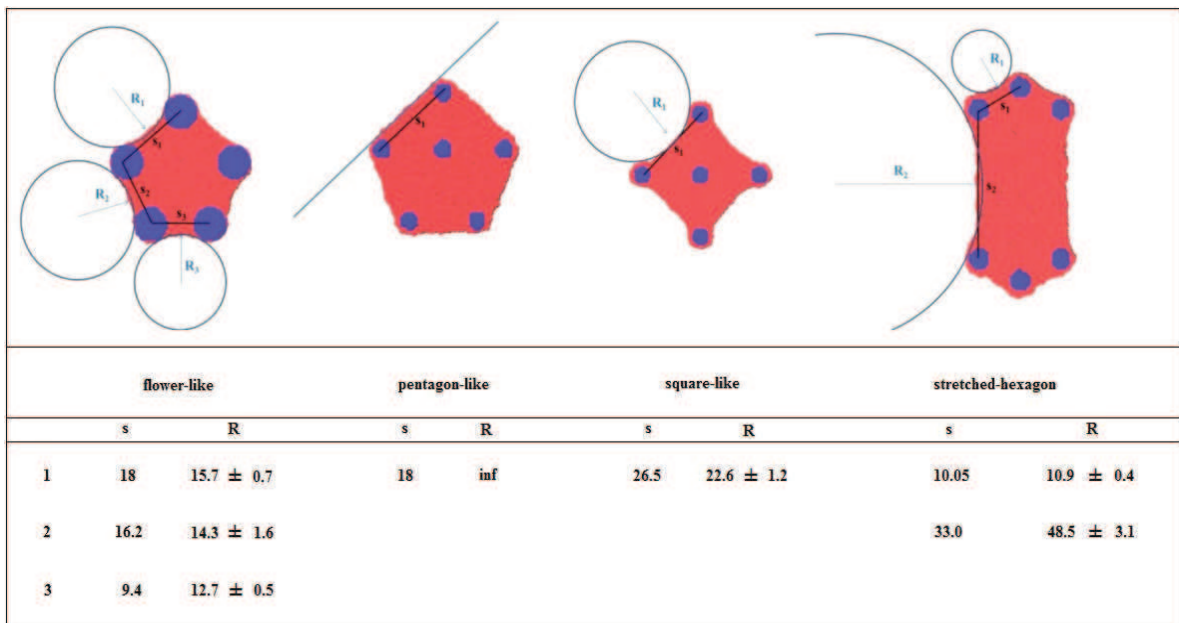 R1
s1
R2
s2
s3
R3
s1
R1
s1
R1
s1
R2
s2
flower-like pentagon-like square-like stretched-hexagon
s R s R s R s R
1 18 15.7 ± 0.7 18 inf 26.5 22.6 ± 1.2 10.05 10.9 ± 0.4
2 16.2 14.3 ± 1.6 33.0 48.5 ± 3.1
3 9.4 12.7 ± 0.5